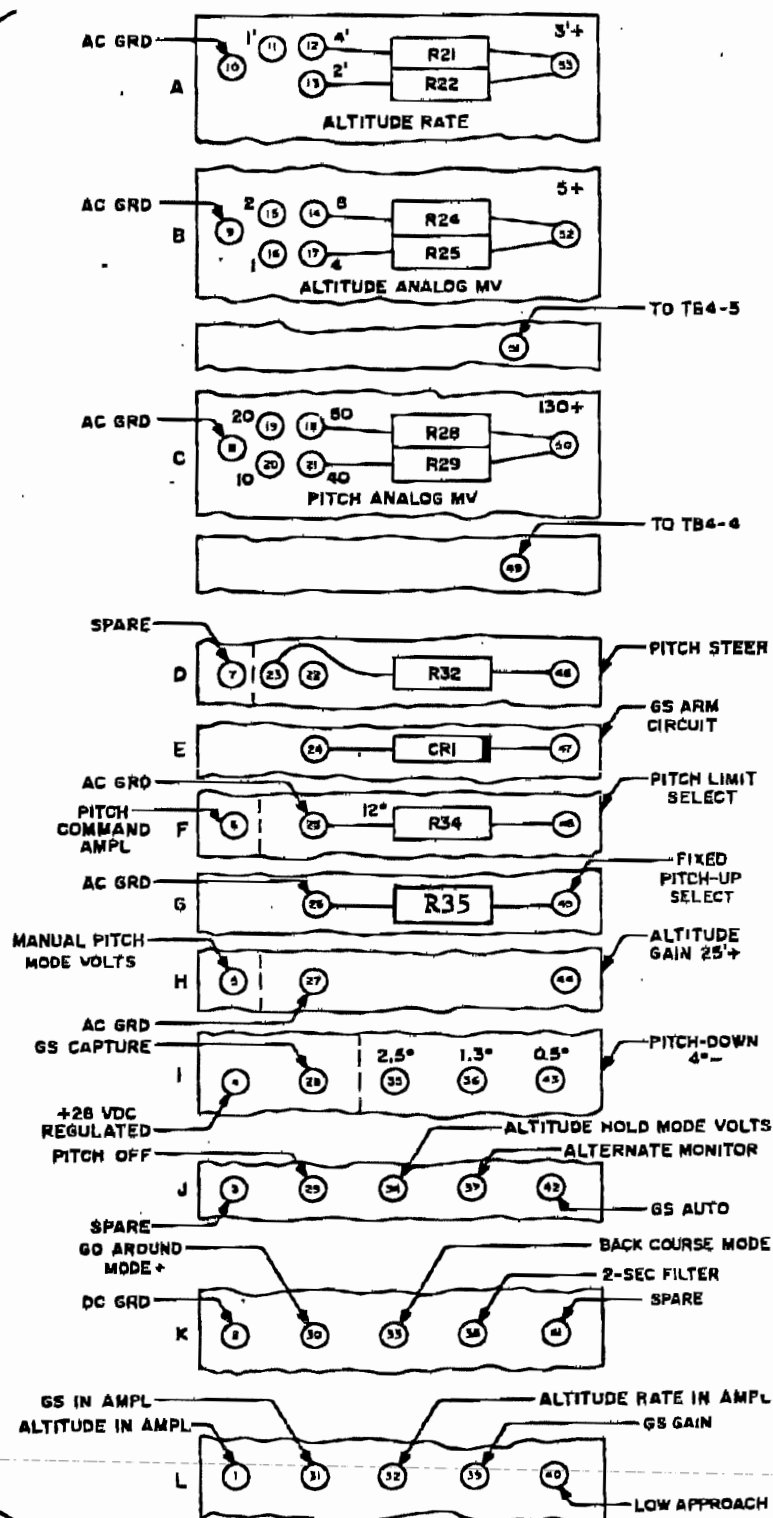 AC GRD
1' 11 12 4' 3'+
10 R21 53
A 13 2' R22
ALTITUDE RATE
AC GRD
5+
2 15 14 8 R24
B 9 52
1 16 17 4 R25
ALTITUDE ANALOG MV
TO TB4-5
51
AC GRD
130+
20 19 18 80 R28
C 8 50
10 20 21 40 R29
PITCH ANALOG MV
TO TB4-4
49
SPARE
PITCH STEER
D 7 23 22 R32 48
GS ARM
CIRCUIT
E 24 CR1 47
AC GRD
PITCH LIMIT
SELECT
PITCH
COMMAND
AMPL
F 6 25 12° R34
FIXED
PITCH-UP
SELECT
AC GRD
G 26 R35
MANUAL PITCH
MODE VOLTS
ALTITUDE
GAIN 25'+
H 5 27 44
AC GRD
GS CAPTURE
PITCH-DOWN
4°-
2.5° 1.3° 0.5°
I 4 28 35 36 43
+28 VDC
REGULATED
ALTITUDE HOLD MODE VOLTS
PITCH OFF
ALTERNATE MONITOR
J 3 29 34 37 42
GS AUTO
SPARE
GO AROUND
MODE+
BACK COURSE MODE
2-SEC FILTER
DC GRD
SPARE
K 2 30 33 38 41
GS IN AMPL
ALTITUDE RATE IN AMPL
ALTITUDE IN AMPL
GS GAIN
L 1 31 32 39 40
LOW APPROACH